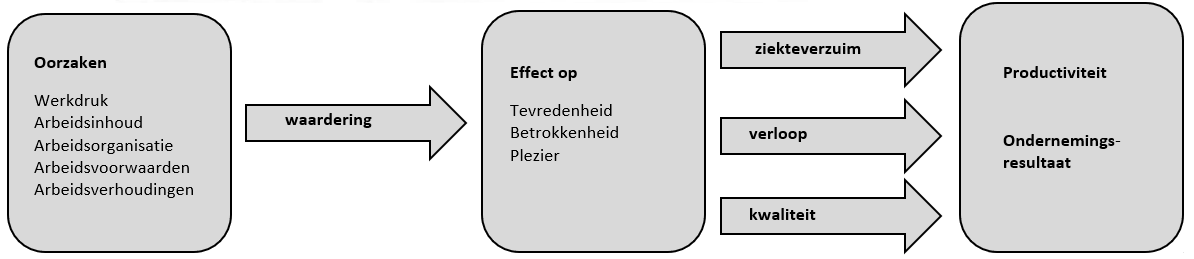 Oorzaken
Werkdruk
Arbeidsinhoud
Arbeidsorganisatie
Arbeidsvoorwaarden
Arbeidsverhoudingen
waardering
Effect op
Tevredenheid
Betrokkenheid
Plezier
ziekteverzuim
verloop
kwaliteit
Productiviteit
Ondernemings-
resultaat